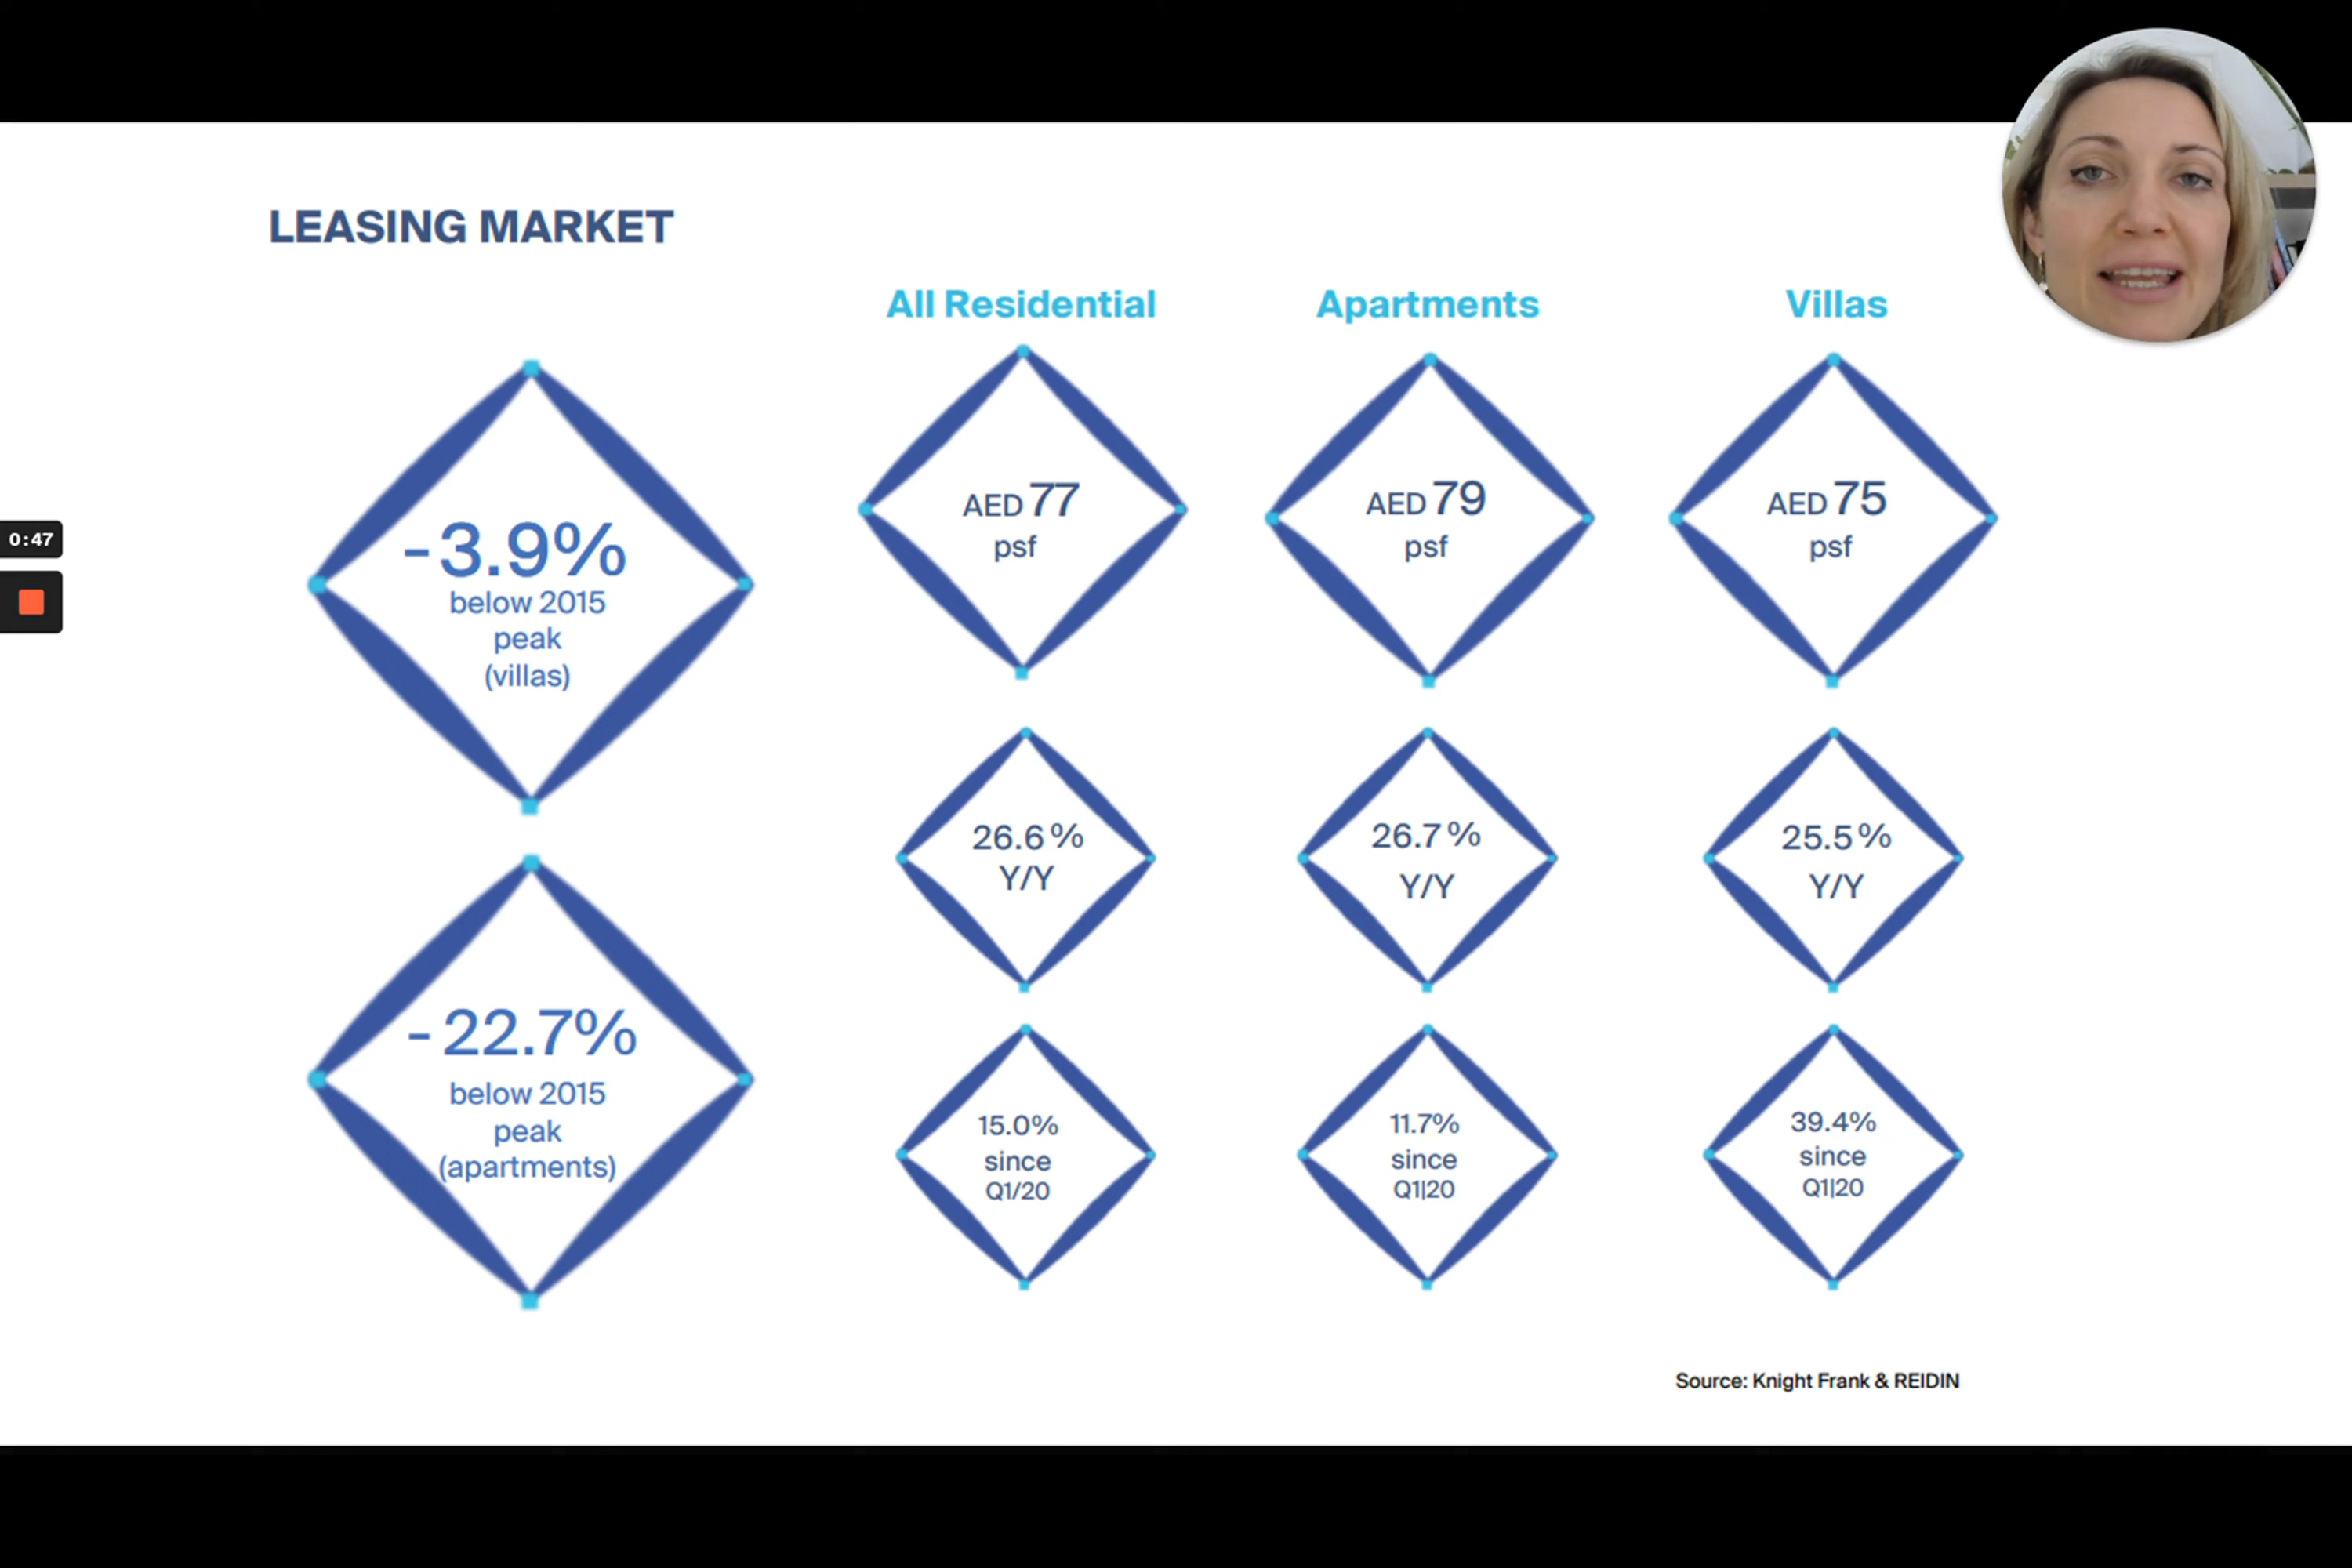 LEASING MARKET
All Residential
Apartments
Villas
-3.9%
below 2015
peak
(villas)
AED 77
psf
AED 79
psf
AED 75
psf
0:47
26.6%
Y/Y
26.7%
Y/Y
25.5%
Y/Y
-22.7%
below 2015
peak
(apartments)
15.0%
since
Q1/20
11.7%
since
Q1|20
39.4%
since
Q1|20
Source: Knight Frank & REIDIN